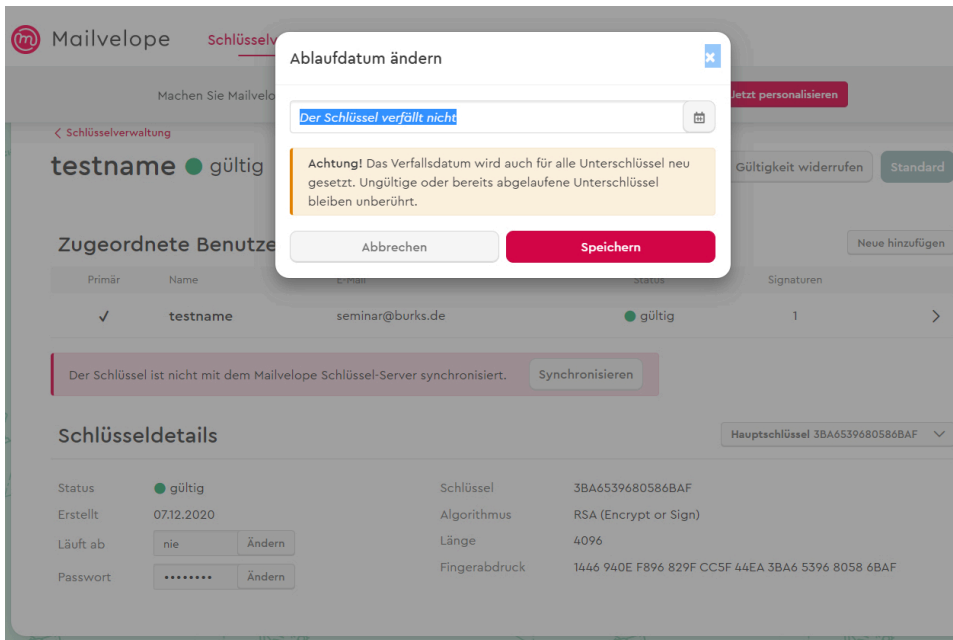 Mailvelope
Schlüsselv
Ablaufdatum ändern
Machen Sie Mailvelo
Jetzt personalisieren
Der Schlüssel verfällt nicht
Schlüsselverwaltung
testname gültig
Achtung! Das Verfallsdatum wird auch für alle Unterschlüssel neu
gesetzt. Ungültige oder bereits abgelaufene Unterschlüssel
bleiben unberührt.
Gültigkeit widerrufen
Standard
Abbrechen
Speichern
Zugeordnete Benutze
Neue hinzufügen
Primär Name E-Mail Status Signaturen
testname seminar@burks.de gültig 1
Der Schlüssel ist nicht mit dem Mailvelope Schlüssel-Server synchronisiert. Synchronisieren
Schlüsseldetails
Hauptschlüssel 3BA6539680586BAF
Status gültig
Erstellt 07.12.2020
Läuft ab nie Ändern
Passwort •••••••• Ändern
Schlüssel 3BA6539680586BAF
Algorithmus RSA (Encrypt or Sign)
Länge 4096
Fingerabdruck 1446 940E F896 829F CC5F 44EA 3BA6 5396 8058 6BAF